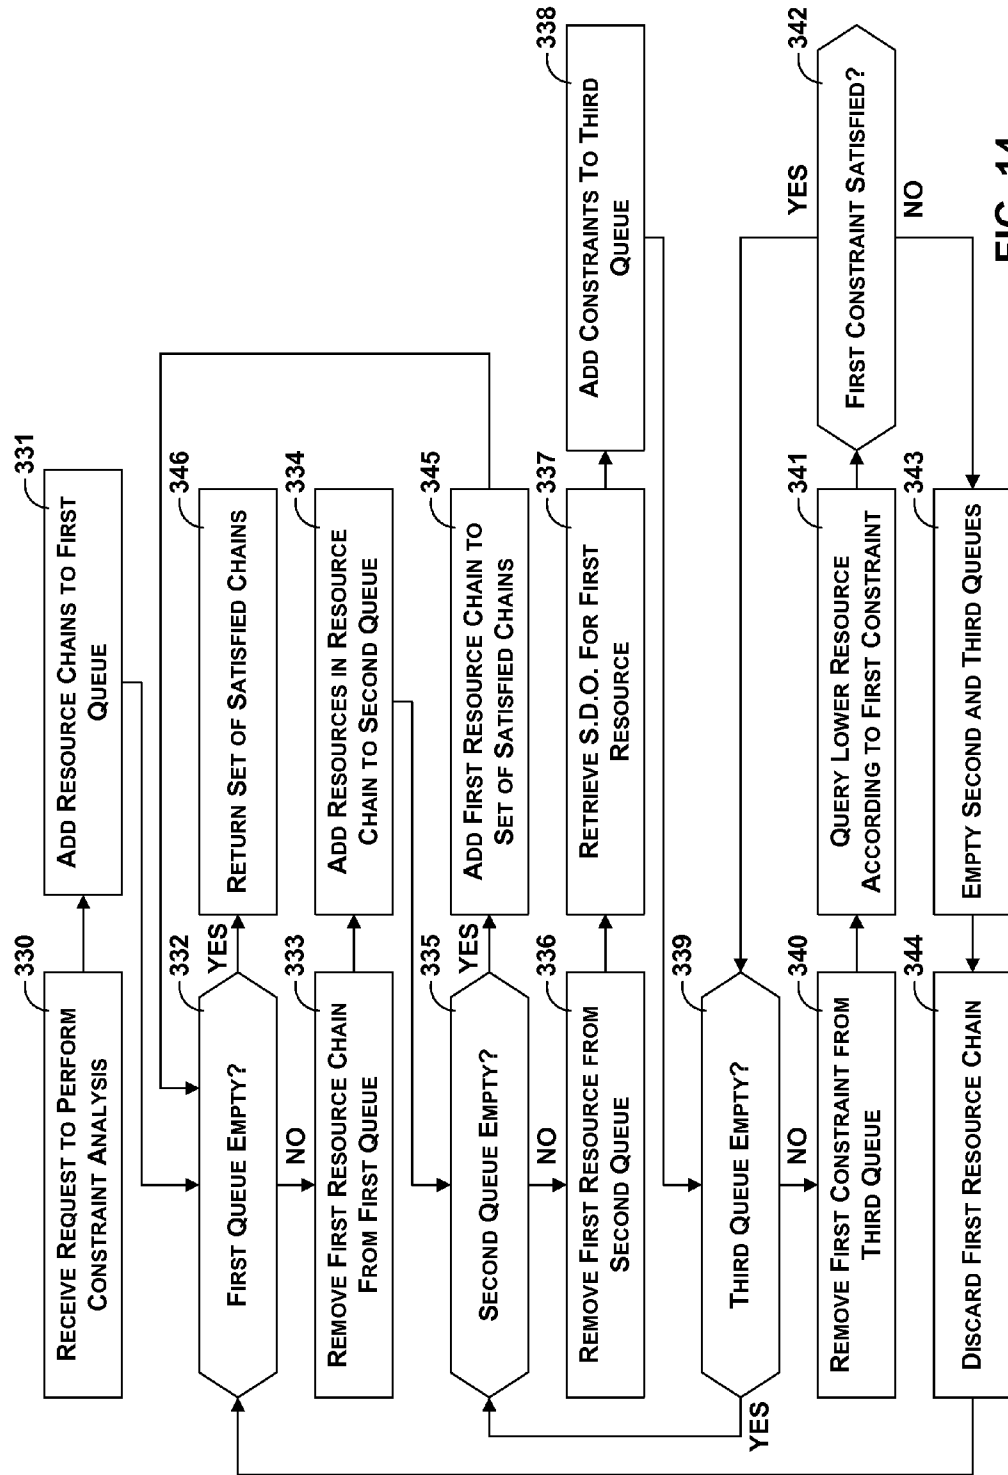 330
RECEIVE REQUEST TO PERFORM
CONSTRAINT ANALYSIS
331
ADD RESOURCE CHAINS TO FIRST
QUEUE
332
FIRST QUEUE EMPTY?
YES
NO
346
RETURN SET OF SATISFIED CHAINS
333
REMOVE FIRST RESOURCE CHAIN
FROM FIRST QUEUE
334
ADD RESOURCES IN RESOURCE
CHAIN TO SECOND QUEUE
335
SECOND QUEUE EMPTY?
YES
NO
345
ADD FIRST RESOURCE CHAIN TO
SET OF SATISFIED CHAINS
336
REMOVE FIRST RESOURCE FROM
SECOND QUEUE
337
RETRIEVE S.D.O. FOR FIRST
RESOURCE
338
ADD CONSTRAINTS TO THIRD
QUEUE
339
THIRD QUEUE EMPTY?
YES
NO
340
REMOVE FIRST CONSTRAINT FROM
THIRD QUEUE
341
QUERY LOWER RESOURCE
ACCORDING TO FIRST CONSTRAINT
342
FIRST CONSTRAINT SATISFIED?
YES
NO
344
DISCARD FIRST RESOURCE CHAIN
343
EMPTY SECOND AND THIRD QUEUES
FIG. 14